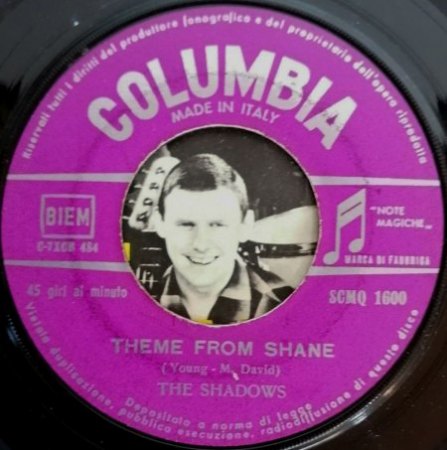 Riservati tutti i diritti del produttore fonografico e del proprietario dell'opera riprodotta
COLUMBIA
MADE IN ITALY
BIEM
"NOTE
MAGICHE"
MARCA DI FABBRICA
45 giri al minuto
SCMQ 1600
THEME FROM SHANE
(Young - M. David)
THE SHADOWS
Vietata duplicazione, pubblica esecuzione, radiodiffusione di questo disco
Depositato a norma di legge